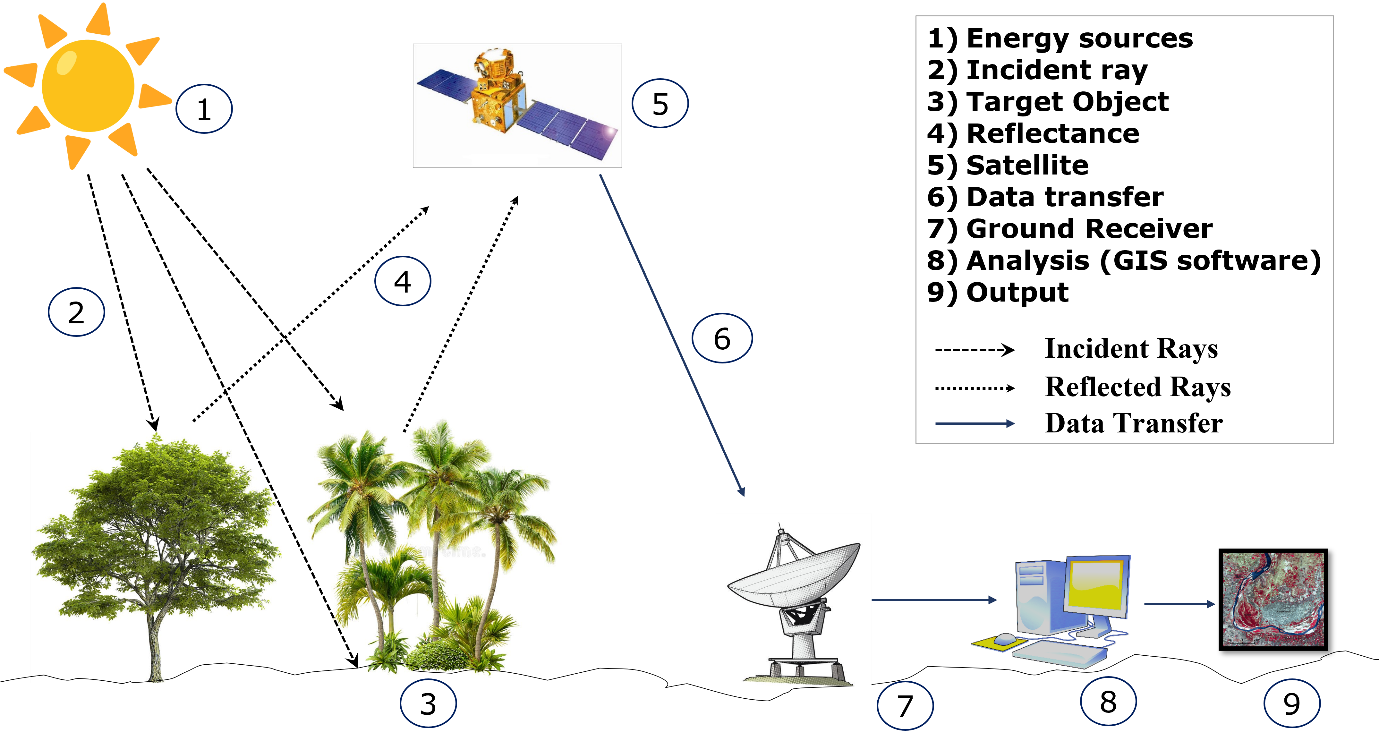 1
5
1) Energy sources
2) Incident ray
3) Target Object
4) Reflectance
5) Satellite
6) Data transfer
7) Ground Receiver
8) Analysis (GIS software)
9) Output
Incident Rays
Reflected Rays
Data Transfer
2
4
6
3
7
8
9